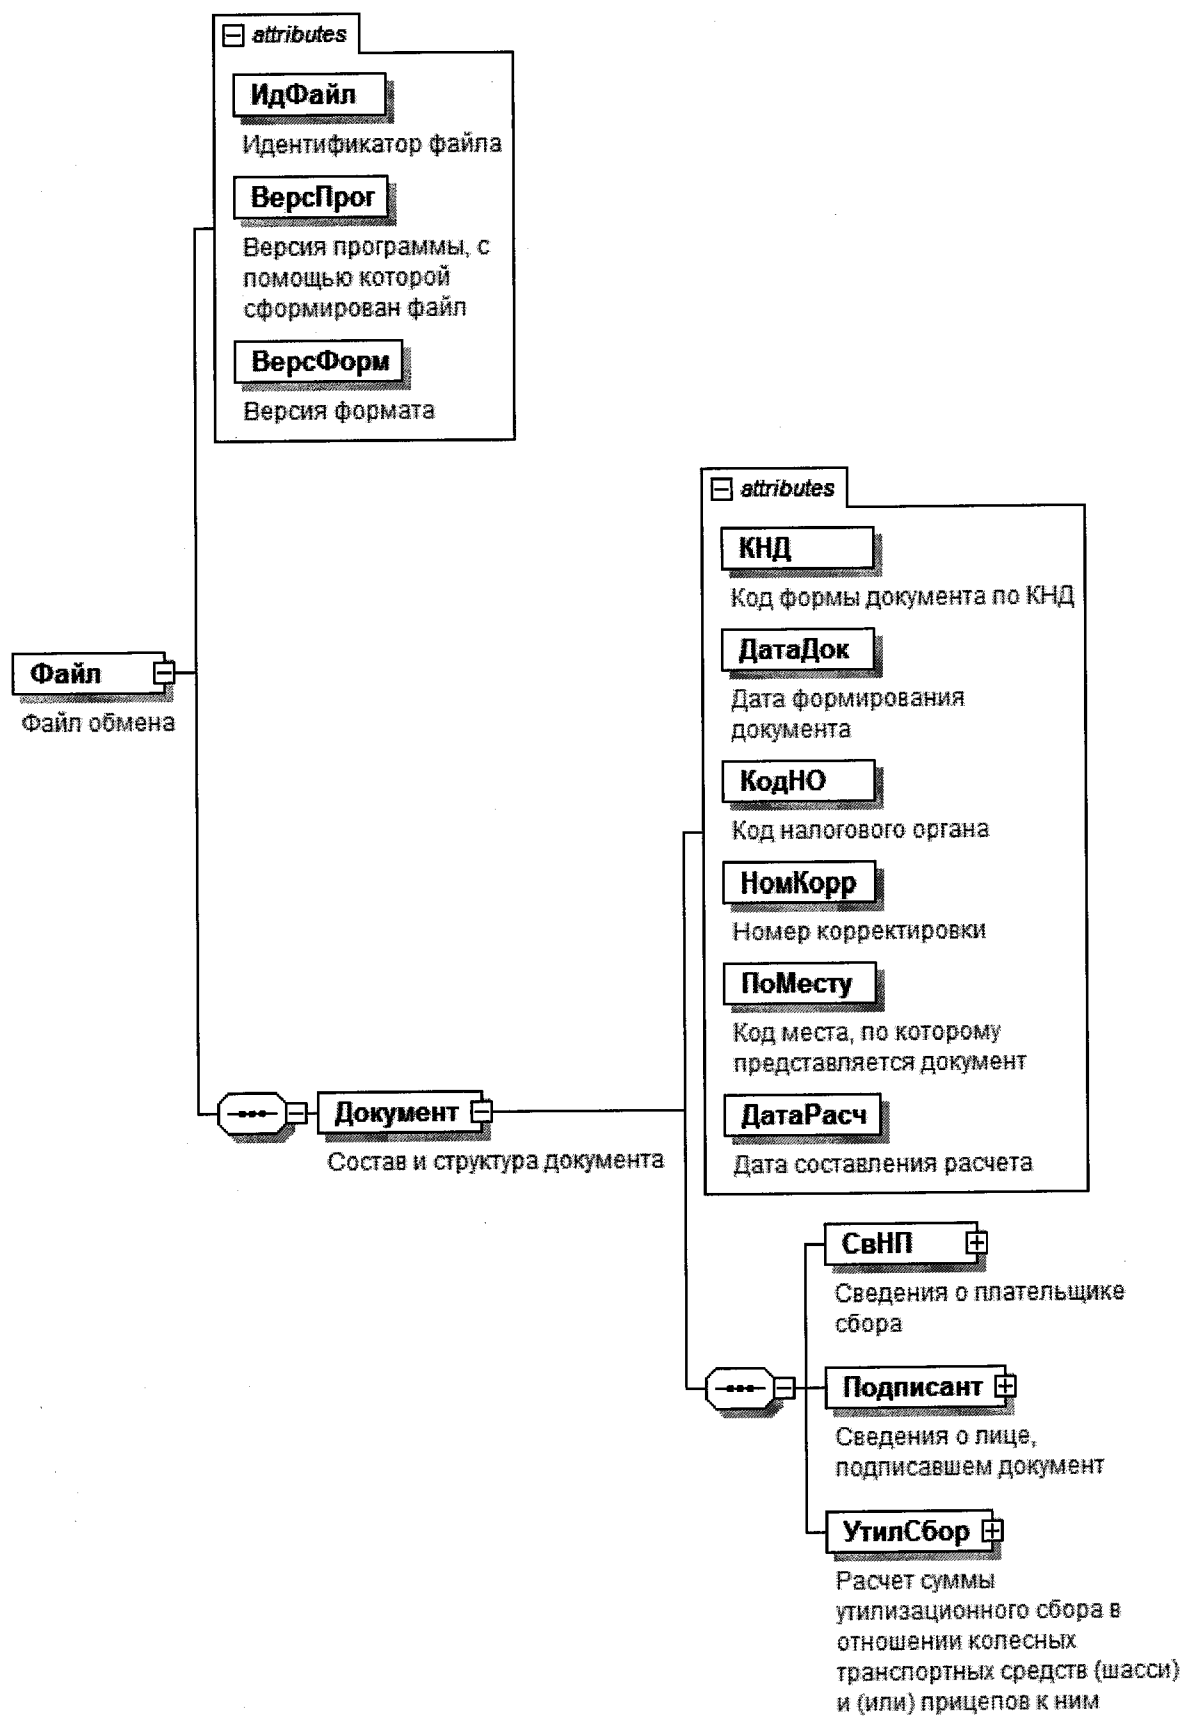 attributes
ИдФайл
Идентификатор файла
ВерсПрог
Версия программы, с
помощью которой
сформирован файл
ВерсФорм
Версия формата
Файл
Файл обмена
attributes
КНД
Код формы документа по КНД
ДатаДок
Дата формирования
документа
КодНО
Код налогового органа
НомКорр
Номер корректировки
ПоМесту
Код места, по которому
представляется документ
ДатаРасч
Дата составления расчета
Документ
Состав и структура документа
СвНП
Сведения о плательщике
сбора
Подписант
Сведения о лице,
подписавшем документ
УтилСбор
Расчет суммы
утилизационного сбора в
отношении колесных
транспортных средств (шасси)
и (или) прицепов к ним